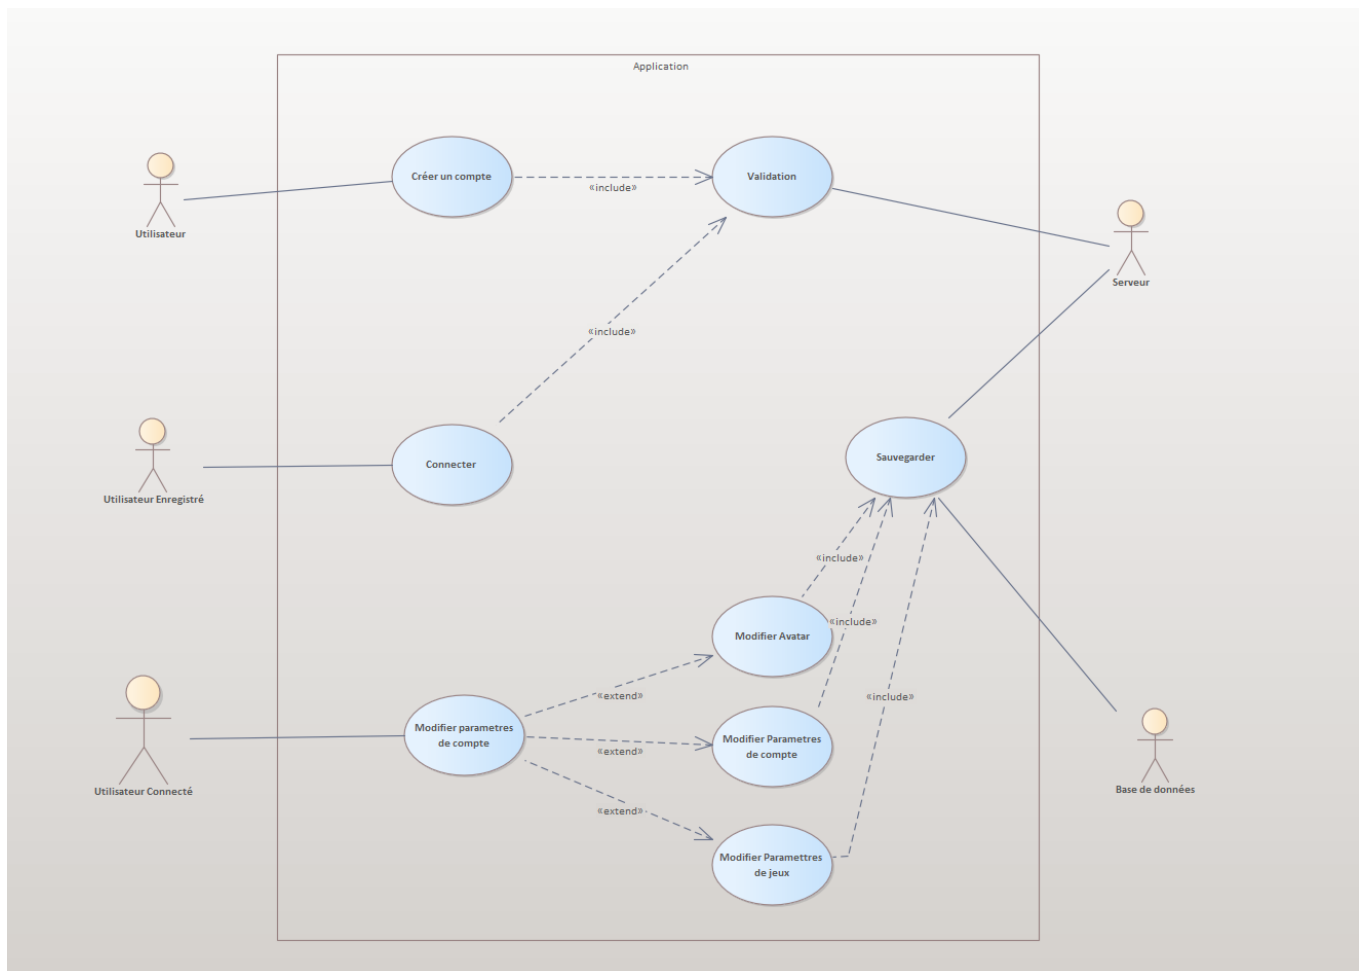 Application
Créer un compte
«include»
Validation
Utilisateur
Serveur
«include»
Connecter
Sauvegarder
Utilisateur Enregistré
«include»
«include»
Modifier Avatar
«extend»
«include»
Modifier parametres
de compte
«extend»
Modifier Parametres
de compte
Utilisateur Connecté
Base de données
«extend»
Modifier Paramettres
de jeux